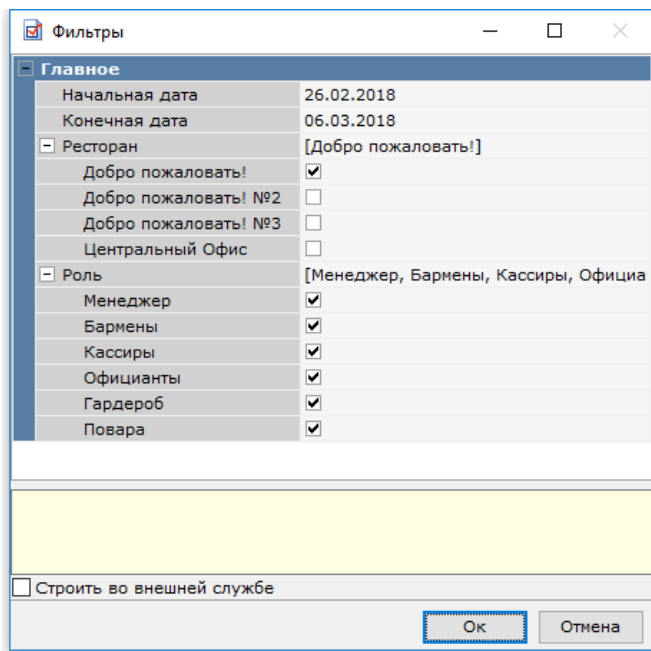 Фильтры
Главное
Начальная дата 26.02.2018
Конечная дата 06.03.2018
Ресторан [Добро пожаловать!]
Добро пожаловать!
Добро пожаловать! №2
Добро пожаловать! №3
Центральный Офис
Роль [Менеджер, Бармены, Кассиры, Официа
Менеджер
Бармены
Кассиры
Официанты
Гардероб
Повара
Строить во внешней службе
Ок Отмена